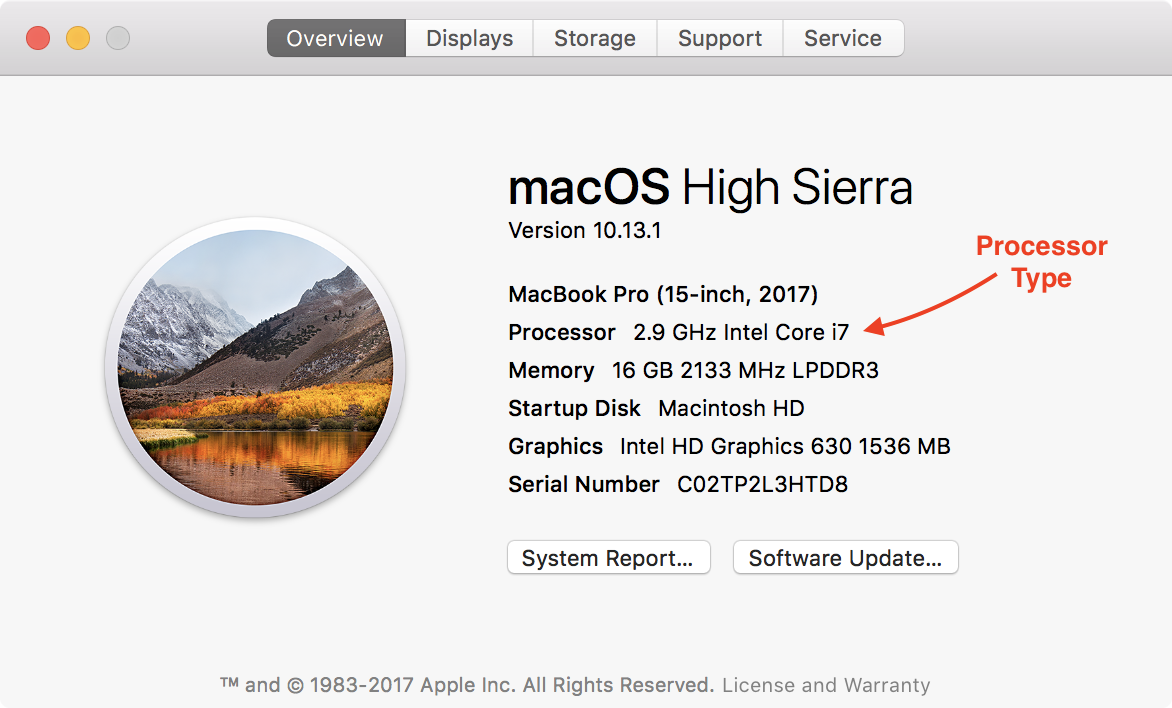 Overview Displays Storage Support Service
macOS High Sierra
Version 10.13.1
Processor
Type
MacBook Pro (15-inch, 2017)
Processor 2.9 GHz Intel Core i7
Memory 16 GB 2133 MHz LPDDR3
Startup Disk Macintosh HD
Graphics Intel HD Graphics 630 1536 MB
Serial Number C02TP2L3HTD8
System Report... Software Update...
™ and © 1983-2017 Apple Inc. All Rights Reserved. License and Warranty